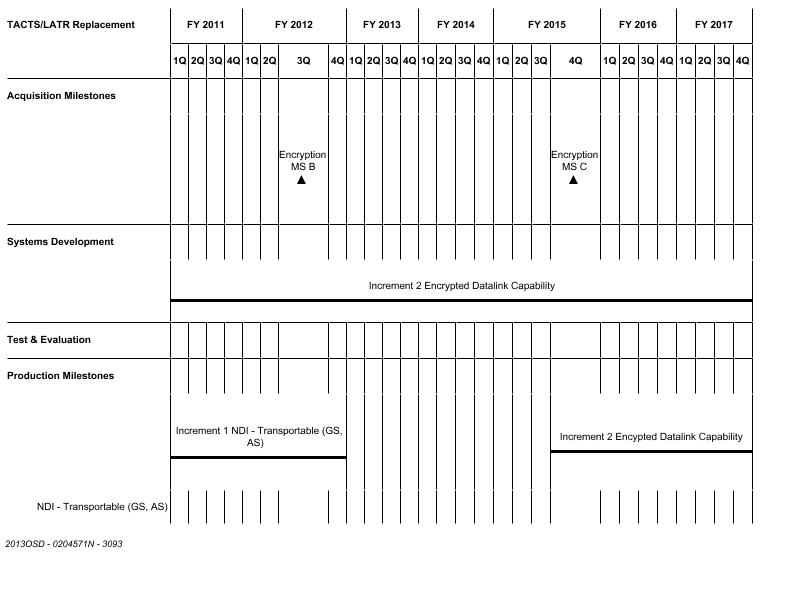 TACTS/LATR Replacement FY 2011 FY 2012 FY 2013 FY 2014 FY 2015 FY 2016 FY 2017
1Q 2Q 3Q 4Q 1Q 2Q 3Q 4Q 1Q 2Q 3Q 4Q 1Q 2Q 3Q 4Q 1Q 2Q 3Q 4Q 1Q 2Q 3Q 4Q 1Q 2Q 3Q 4Q
Acquisition Milestones
Encryption Encryption
MS B MS C
Systems Development
Increment 2 Encrypted Datalink Capability
Test & Evaluation
Production Milestones
Increment 1 NDI - Transportable (GS,
AS)
Increment 2 Encypted Datalink Capability
NDI - Transportable (GS, AS)
2013OSD - 0204571N - 3093